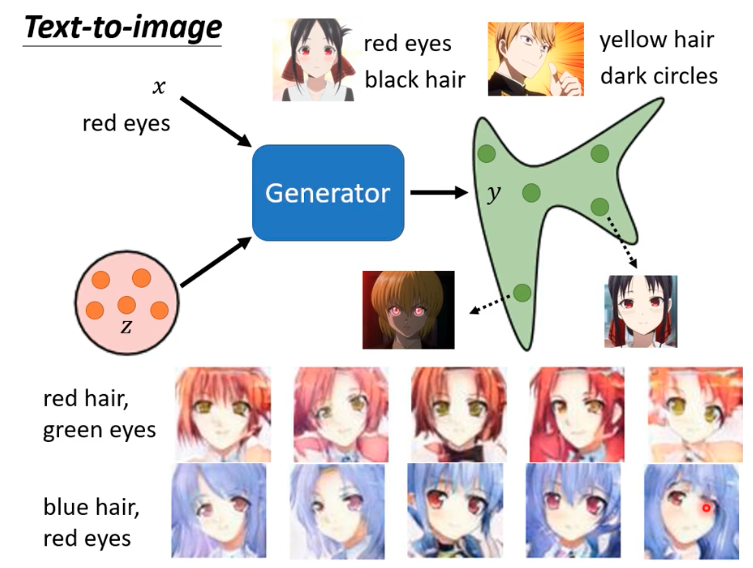 Text-to-image
red eyes
black hair
yellow hair
dark circles
x
red eyes
Generator
y
z
red hair,
green eyes
blue hair,
red eyes